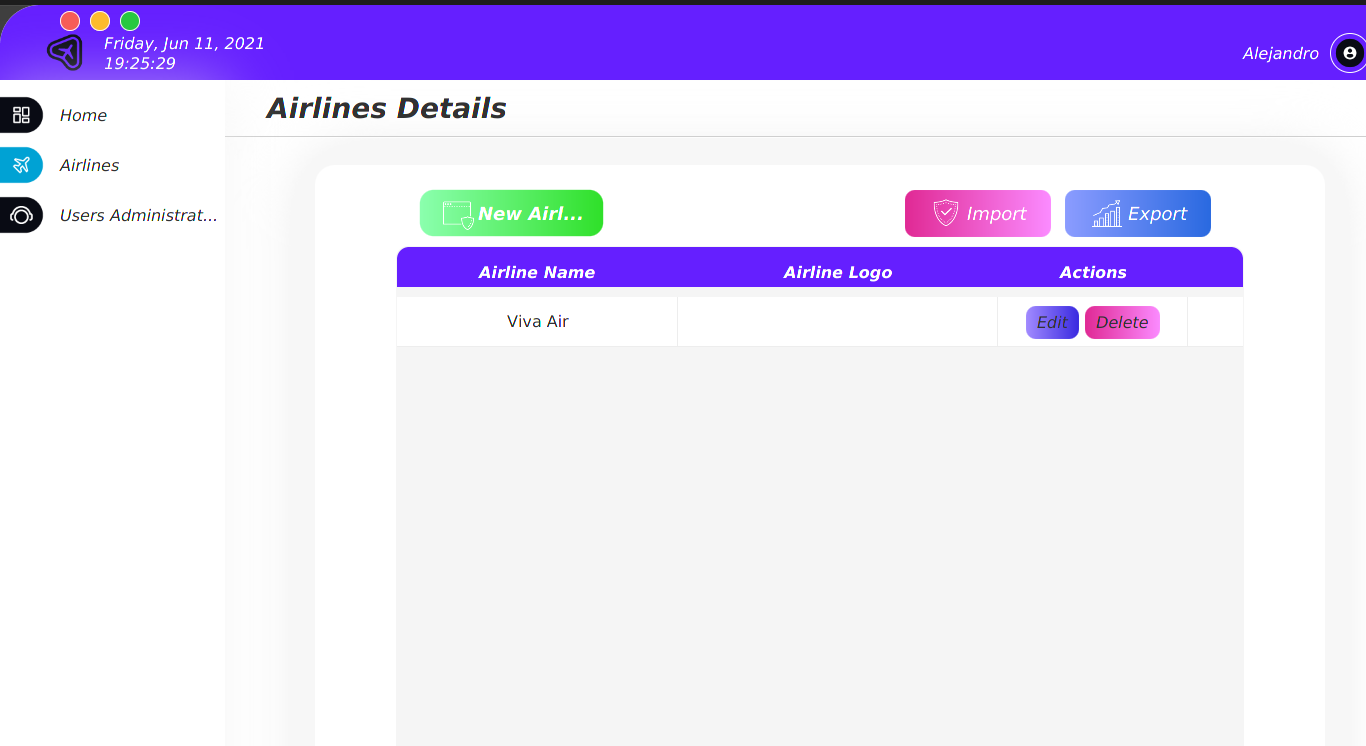 Friday, Jun 11, 2021
19:25:29
Alejandro
Home
Airlines
Users Administrat...
Airlines Details
New Airl...
Import
Export
Airline Name
Airline Logo
Actions
Viva Air
Edit
Delete